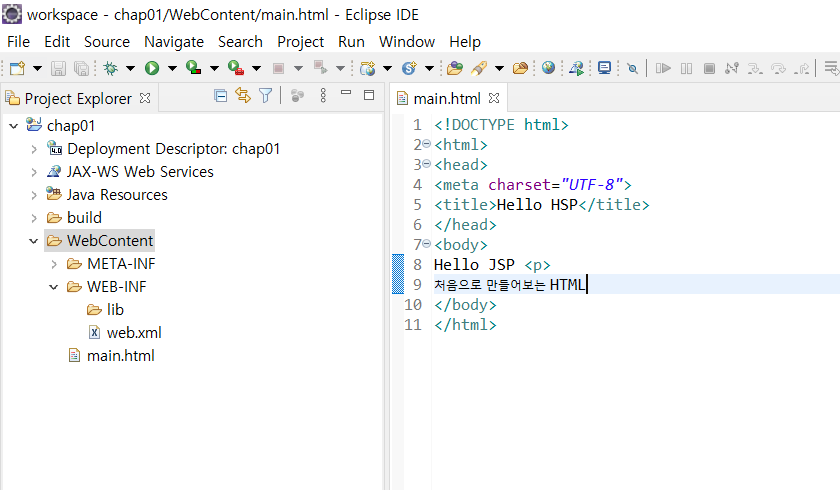 workspace - chap01/WebContent/main.html - Eclipse IDE
File Edit Source Navigate Search Project Run Window Help
Project Explorer
chap01
4.0 Deployment Descriptor: chap01
JAX-WS Web Services
Java Resources
build
WebContent
META-INF
WEB-INF
lib
web.xml
main.html
main.html
1 <!DOCTYPE html>
2 <html>
3 <head>
4 <meta charset="UTF-8">
5 <title>Hello HSP</title>
6 </head>
7 <body>
8 Hello JSP <p>
9 처음으로 만들어보는 HTML
10 </body>
11 </html>